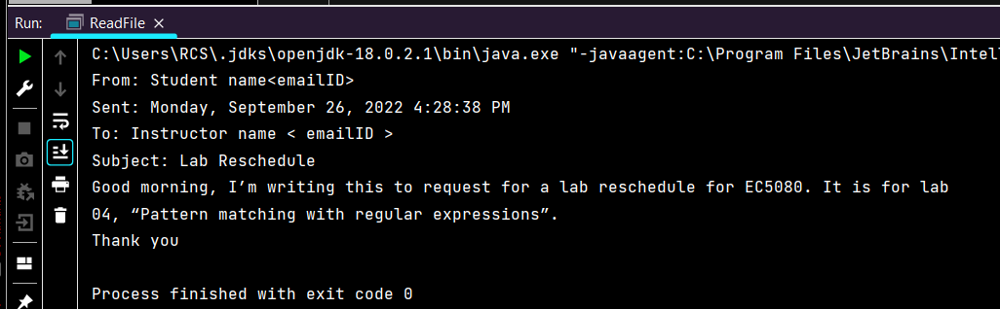 Run: ReadFile ×
C:\Users\RCS\.jdks\openjdk-18.0.2.1\bin\java.exe "-javaagent:C:\Program Files\JetBrains\Intel
From: Student name<emailID>
Sent: Monday, September 26, 2022 4:28:38 PM
To: Instructor name < emailID >
Subject: Lab Reschedule
Good morning, I’m writing this to request for a lab reschedule for EC5080. It is for lab
04, “Pattern matching with regular expressions”.
Thank you
Process finished with exit code 0